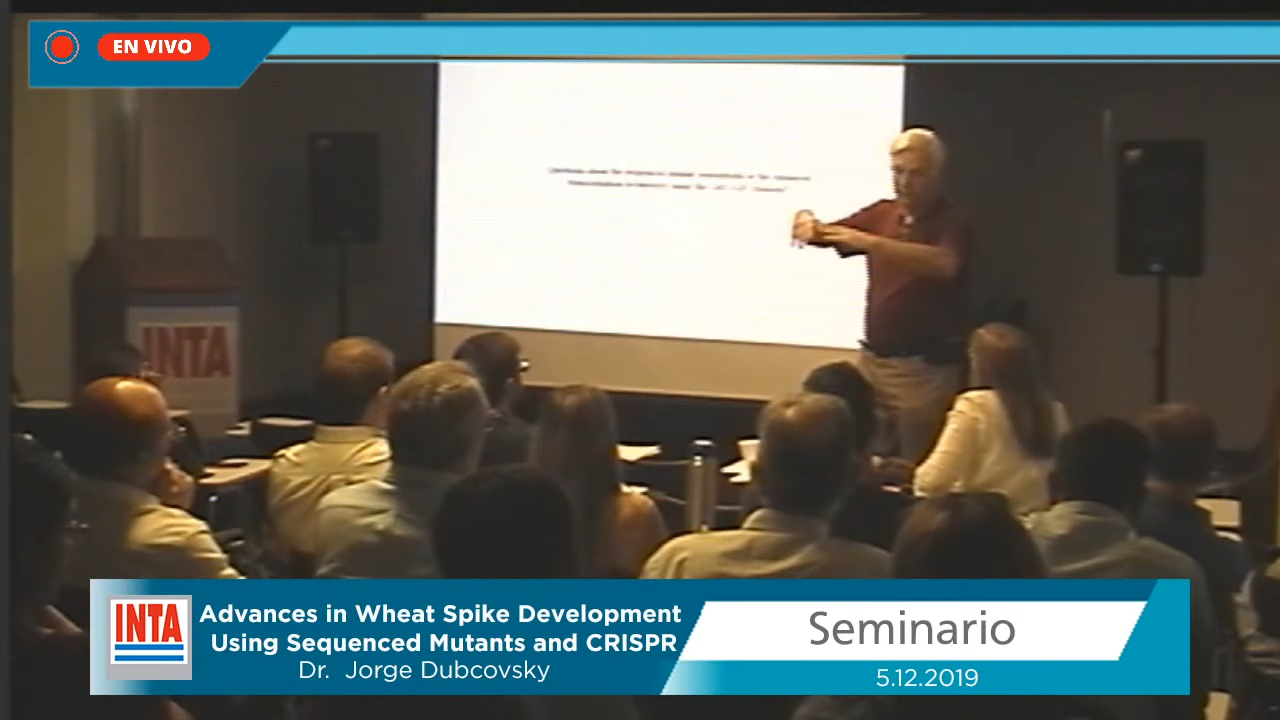 EN VIVO
INTA
INTA
Advances in Wheat Spike Development
Using Sequenced Mutants and CRISPR
Dr. Jorge Dubcovsky
Seminario
5.12.2019